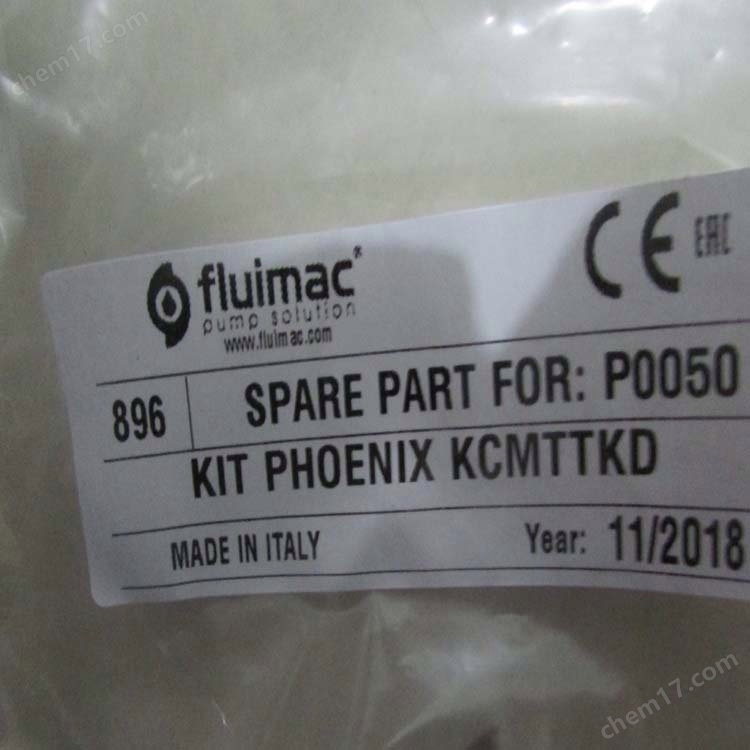 chem17.com
fluimac®
CE EAC
pump solution
www.fluimac.com
896
SPARE PART FOR: P0050
KIT PHOENIX KCMTTKD
MADE IN ITALY
Year: 11/2018
chem17.com